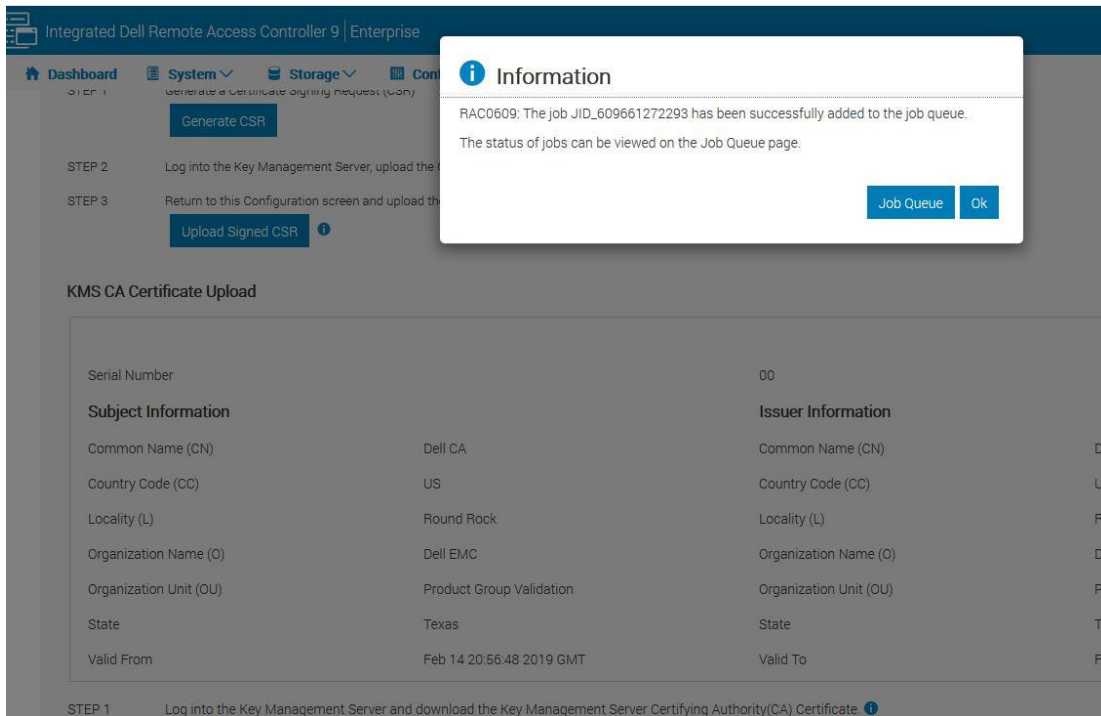 Integrated Dell Remote Access Controller 9 | Enterprise
Dashboard System Storage
Information
RAC0609: The job JID_609661272293 has been successfully added to the job queue.
The status of jobs can be viewed on the Job Queue page.
Job Queue Ok
STEP 1 Generate a Certificate Signing Request (CSR)
Generate CSR
STEP 2 Log into the Key Management Server, upload the
STEP 3 Return to this Configuration screen and upload
Upload Signed CSR
KMS CA Certificate Upload
Serial Number 00
Subject Information Issuer Information
Common Name (CN) Dell CA Common Name (CN)
Country Code (CC) US Country Code (CC)
Locality (L) Round Rock Locality (L)
Organization Name (O) Dell EMC Organization Name (O)
Organization Unit (OU) Product Group Validation Organization Unit (OU)
State Texas State
Valid From Feb 14 20:56:48 2019 GMT Valid To
STEP 1 Log into the Key Management Server and download the Key Management Server Certifying Authority(CA) Certificate.